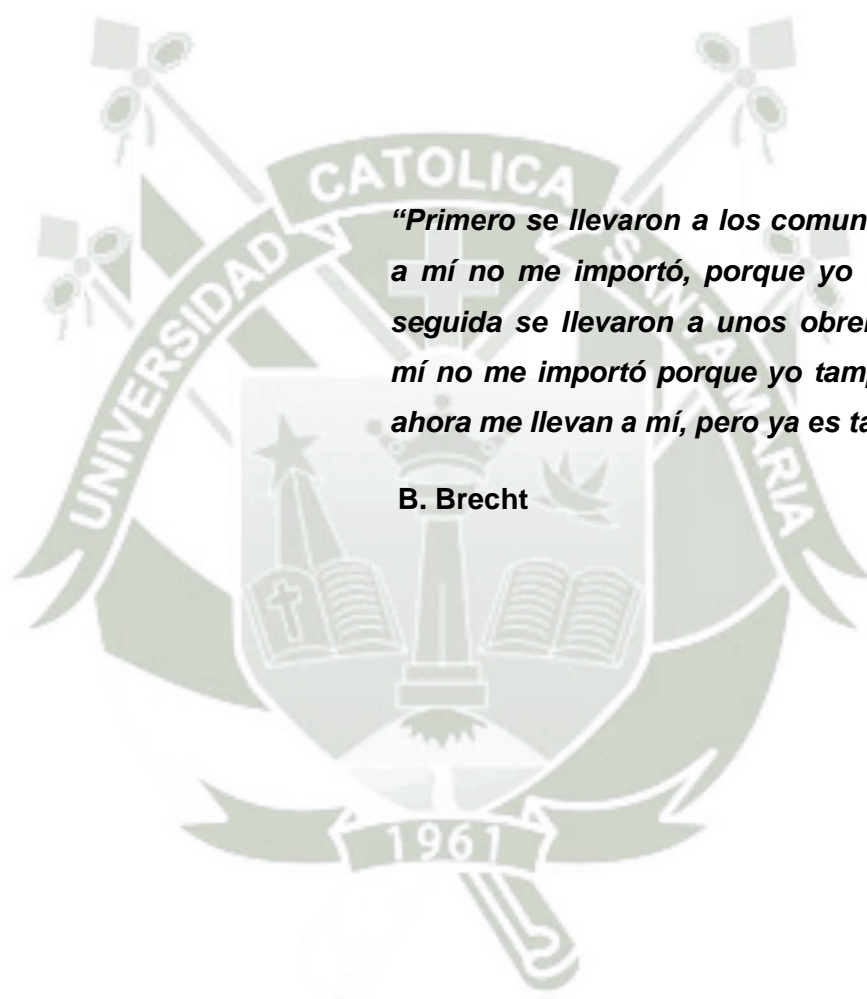 UNIVERSIDAD CATOLICA SANTA MARIA
“Primero se llevaron a los comun
a mí no me importó, porque yo
seguida se llevaron a unos obre
mí no me importó porque yo tam
ahora me llevan a mí, pero ya es ta
B. Brecht
1961